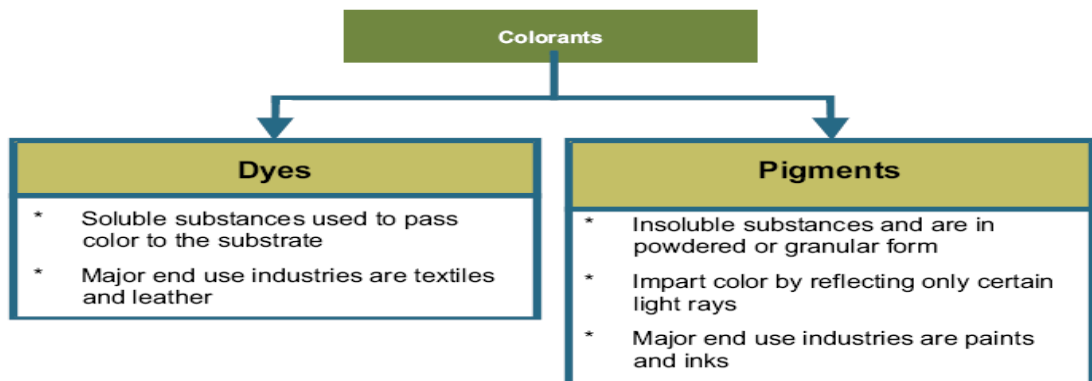 Colorants
Dyes
* Soluble substances used to pass
color to the substrate
* Major end use industries are textiles
and leather
Pigments
* Insoluble substances and are in
powdered or granular form
* Impart color by reflecting only certain
light rays
* Major end use industries are paints
and inks